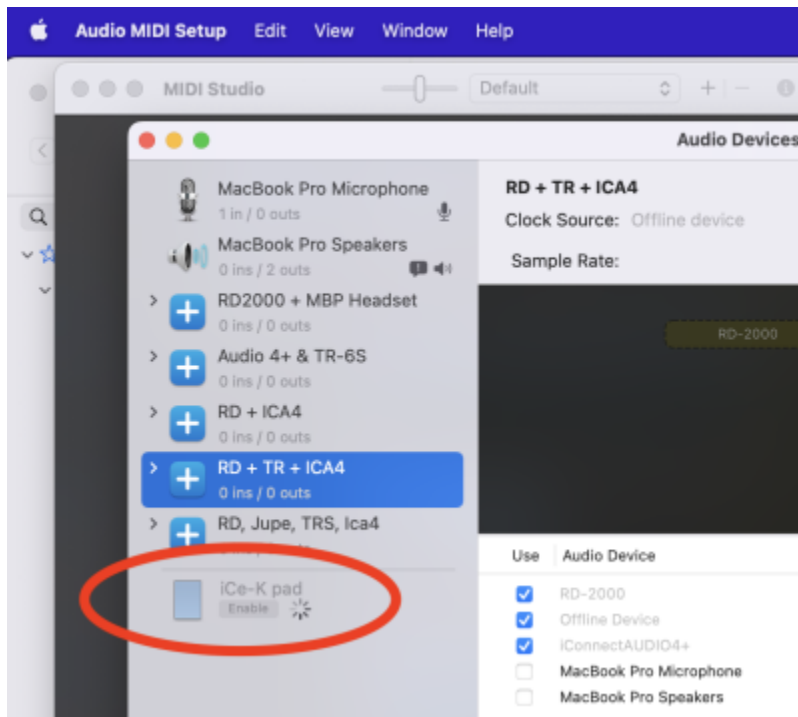 Audio MIDI Setup Edit View Window Help
MIDI Studio Default
Audio Devices
MacBook Pro Microphone
1 in / 0 outs
MacBook Pro Speakers
0 ins / 2 outs
RD2000 + MBP Headset
0 ins / 0 outs
Audio 4+ & TR-6S
0 ins / 0 outs
RD + ICA4
0 ins / 0 outs
RD + TR + ICA4
0 ins / 0 outs
RD, Jupe, TRS, Ica4
iCe-K pad
Enable
RD + TR + ICA4
Clock Source: Offline device
Sample Rate:
RD-2000
Use Audio Device
RD-2000
Offline Device
iConnectAUDIO4+
MacBook Pro Microphone
MacBook Pro Speakers